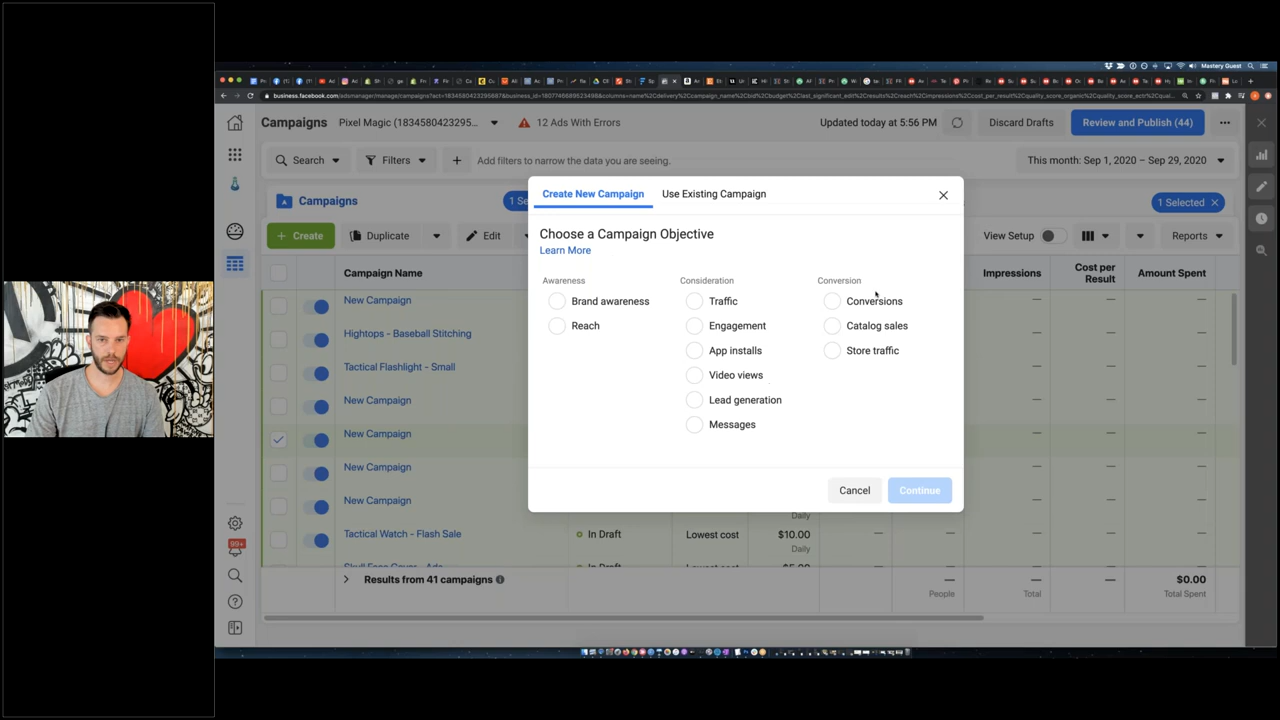 Mastery Guest
Campaigns
Pixel Magic (1834580423295...
12 Ads With Errors
Updated today at 5:56 PM
Discard Drafts
Review and Publish (44)
Search
Filters
Add filters to narrow the data you are seeing.
This month: Sep 1, 2020 – Sep 29, 2020
Campaigns
1 Se
1 Selected
Create
Duplicate
Edit
View Setup
Reports
Campaign Name
Impressions
Cost per
Result
Amount Spent
New Campaign
Hightops - Baseball Stitching
Tactical Flashlight - Small
New Campaign
New Campaign
New Campaign
New Campaign
Daily
Tactical Watch - Flash Sale
In Draft
Lowest cost
$10.00
Daily
Results from 41 campaigns
People
Total
$0.00
Total Spent
99+
Create New Campaign
Use Existing Campaign
Choose a Campaign Objective
Learn More
Awareness
Brand awareness
Reach
Consideration
Traffic
Engagement
App installs
Video views
Lead generation
Messages
Conversion
Conversions
Catalog sales
Store traffic
Cancel
Continue